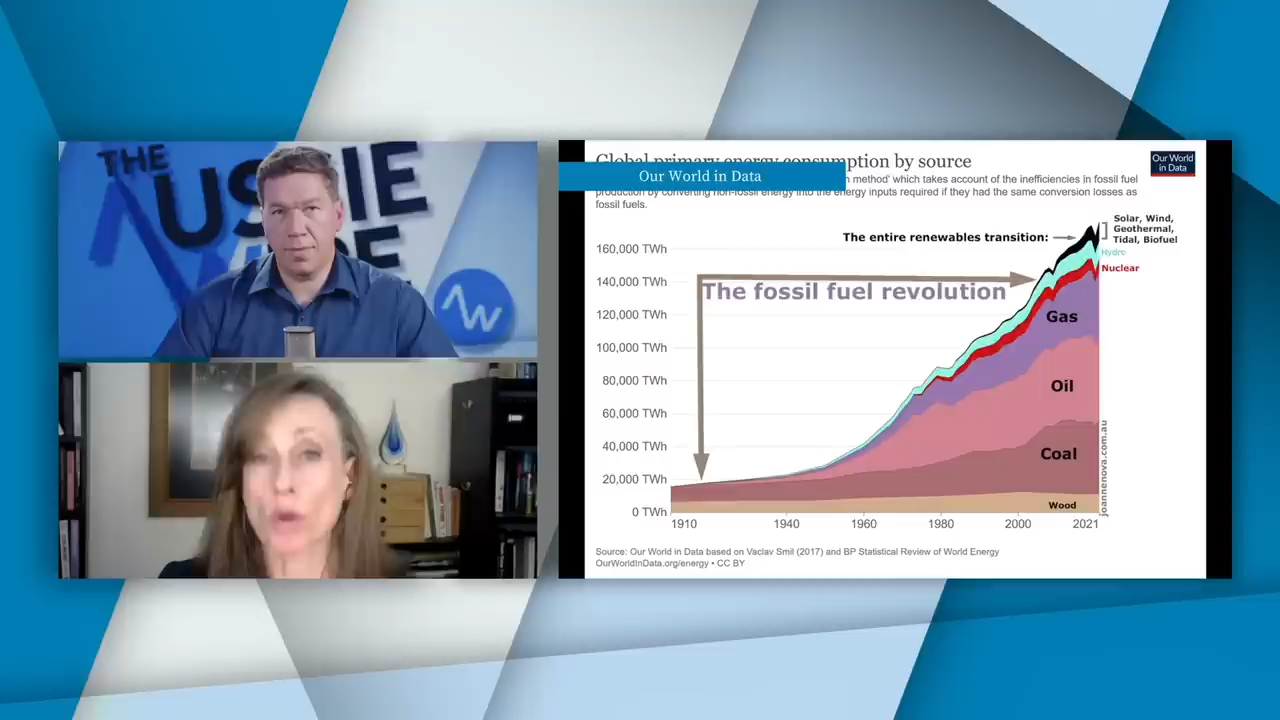 THE
USSIE
Global primary energy consumption by source
Our World in Data
n method' which takes account of the inefficiencies in fossil fuel
production by converting non-fossil energy into the energy inputs required if they had the same conversion losses as
fossil fuels.
Our World
in Data
The entire renewables transition:
Solar, Wind,
Geothermal,
Tidal, Biofuel
Hydro
Nuclear
The fossil fuel revolution
Gas
Oil
Coal
Wood
160,000 TWh
140,000 TWh
120,000 TWh
100,000 TWh
80,000 TWh
60,000 TWh
40,000 TWh
20,000 TWh
0 TWh
1910 1940 1960 1980 2000 2021
joannenova.com.au
Source: Our World in Data based on Vaclav Smil (2017) and BP Statistical Review of World Energy
OurWorldInData.org/energy • CC BY